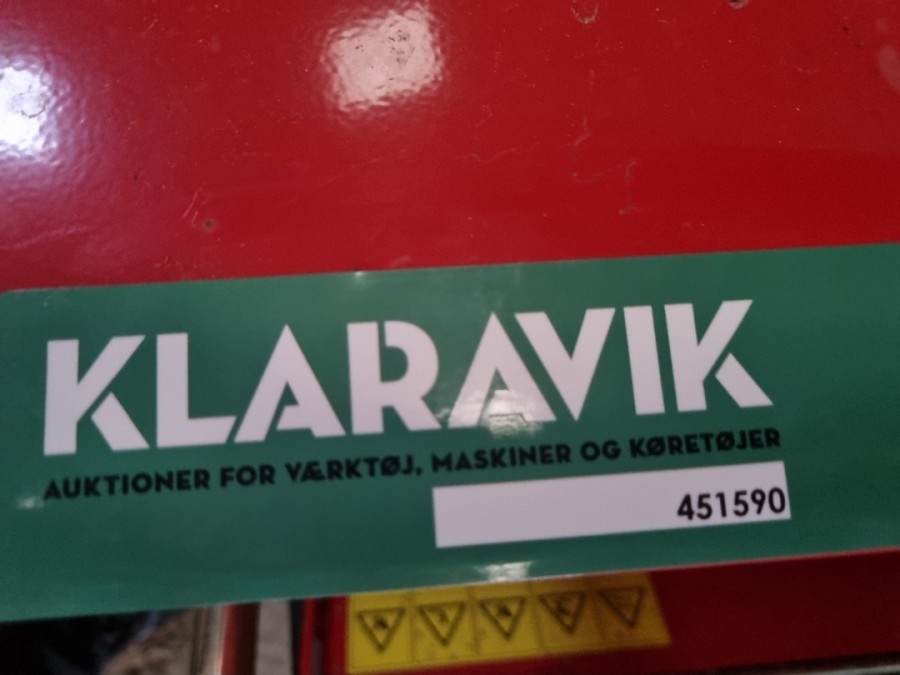 KLARAVIK
AUKTIONER FOR VÆRKTØJ, MASKINER OG KØRETØJER
451590